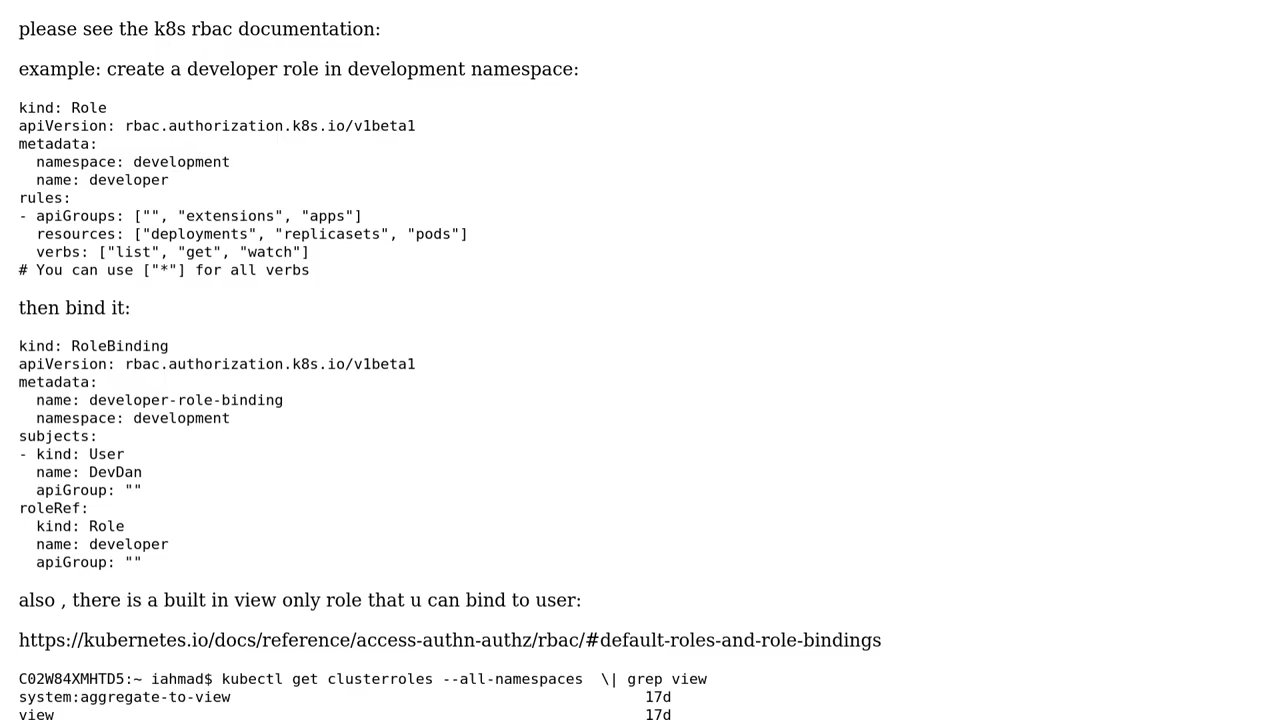 please see the k8s rbac documentation:
example: create a developer role in development namespace:
kind: Role
apiVersion: rbac.authorization.k8s.io/v1beta1
metadata:
  namespace: development
  name: developer
rules:
- apiGroups: ["", "extensions", "apps"]
  resources: ["deployments", "replicasets", "pods"]
  verbs: ["list", "get", "watch"]
# You can use ["*"] for all verbs
then bind it:
kind: RoleBinding
apiVersion: rbac.authorization.k8s.io/v1beta1
metadata:
  name: developer-role-binding
  namespace: development
subjects:
- kind: User
  name: DevDan
  apiGroup: ""
roleRef:
  kind: Role
  name: developer
  apiGroup: ""
also , there is a built in view only role that u can bind to user:
https://kubernetes.io/docs/reference/access-authn-authz/rbac/#default-roles-and-role-bindings
C02W84XMHTD5:~ iahmad$ kubectl get clusterroles --all-namespaces  \| grep view
system:aggregate-to-view                                               17d
view                                                                   17d